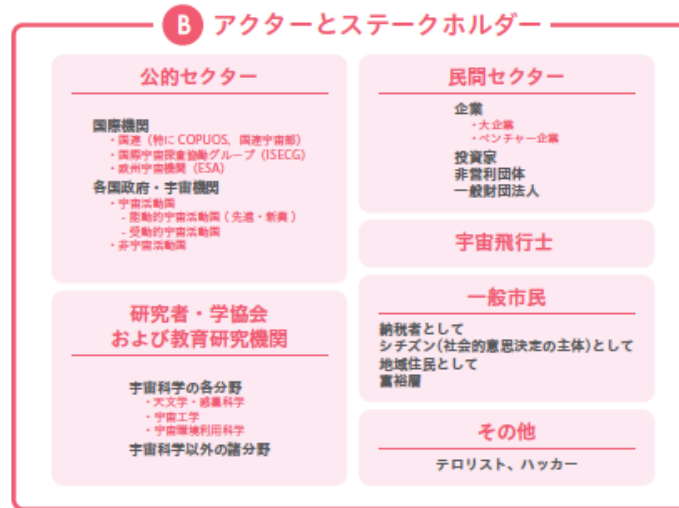 B アクターとステークホルダー
公的セクター
国際機関
・国連（特に COPUOS、国連宇宙部）
・国際宇宙探査協働グループ（ISECG）
・欧州宇宙機関（ESA）
各国政府・宇宙機関
・宇宙活動国
- 能動的宇宙活動国 ( 先進・新興 )
- 受動的宇宙活動国
・非宇宙活動国
研究者・学協会
および教育研究機関
宇宙科学の各分野
・天文学・惑星科学
・宇宙工学
・宇宙環境利用科学
宇宙科学以外の諸分野
民間セクター
企業
・大企業
・ベンチャー企業
投資家
非営利団体
一般財団法人
宇宙飛行士
一般市民
納税者として
シチズン(社会的意思決定の主体)として
地域住民として
富裕層
その他
テロリスト、ハッカー